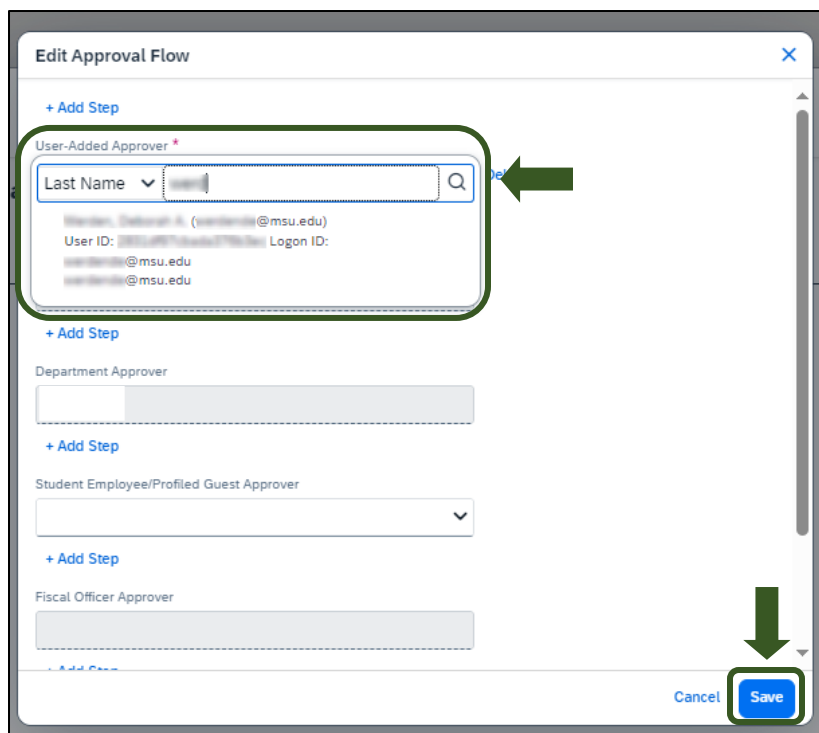 Edit Approval Flow
+ Add Step
User-Added Approver *
Last Name
@msu.edu)
User ID: Logon ID:
@msu.edu
@msu.edu
+ Add Step
Department Approver
+ Add Step
Student Employee/Profiled Guest Approver
+ Add Step
Fiscal Officer Approver
+ Add Step
Cancel Save